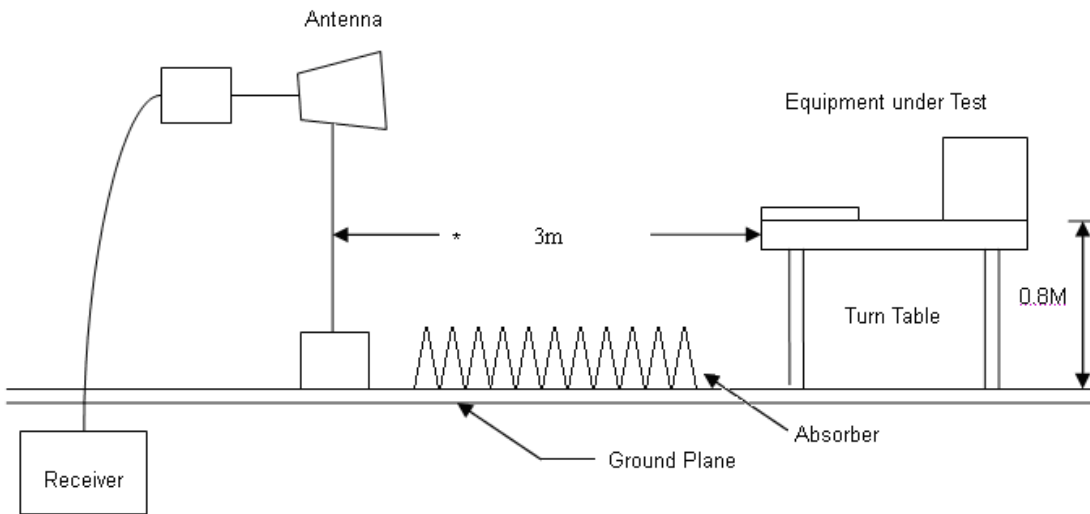 Antenna
Equipment under Test
* 3m
0.8M
Turn Table
Absorber
Ground Plane
Receiver